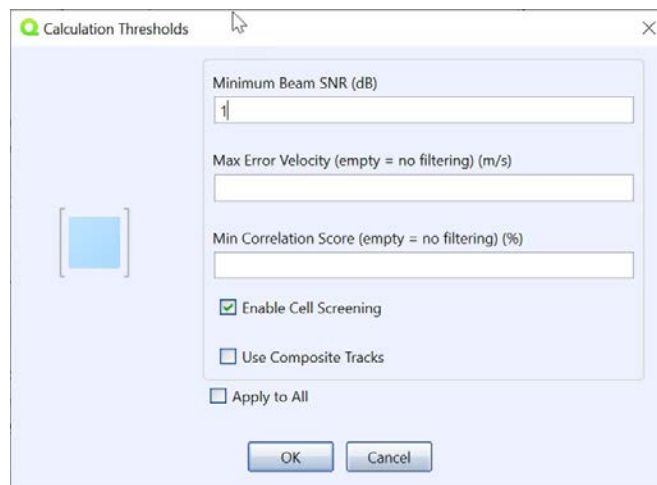 Calculation Thresholds
Minimum Beam SNR (dB)
1
Max Error Velocity (empty = no filtering) (m/s)
Min Correlation Score (empty = no filtering) (%)
Enable Cell Screening
Use Composite Tracks
Apply to All
OK Cancel